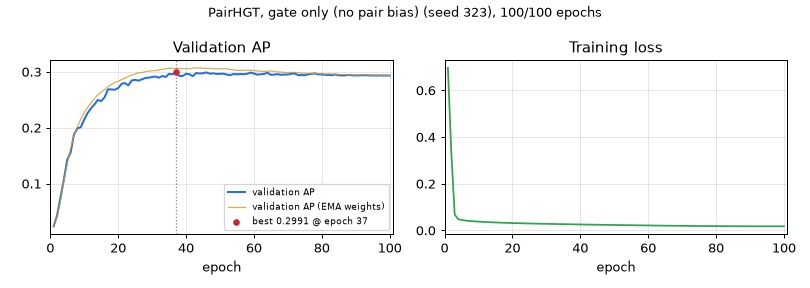 PairHGT, gate only (no pair bias) (seed 323), 100/100 epochs
Validation AP
0.3
0.2
0.1
0 20 40 60 80 100
epoch
validation AP
validation AP (EMA weights)
best 0.2991 @ epoch 37
Training loss
0.6
0.4
0.2
0.0
0 20 40 60 80 100
epoch